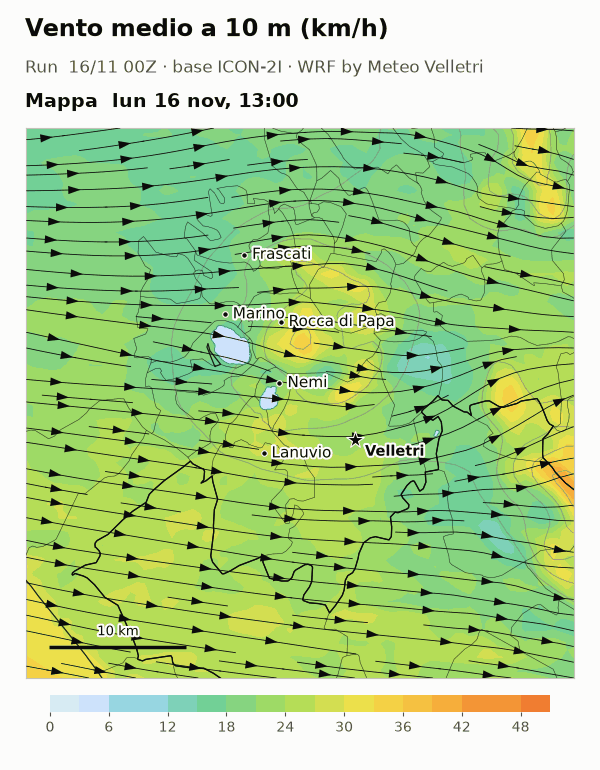 Vento medio a 10 m (km/h)
Run  16/11 00Z · base ICON-2I · WRF by Meteo Velletri
Mappa  lun 16 nov, 13:00
Frascati
Marino
Rocca di Papa
Nemi
Velletri
Lanuvio
10 km
0 6 12 18 24 30 36 42 48